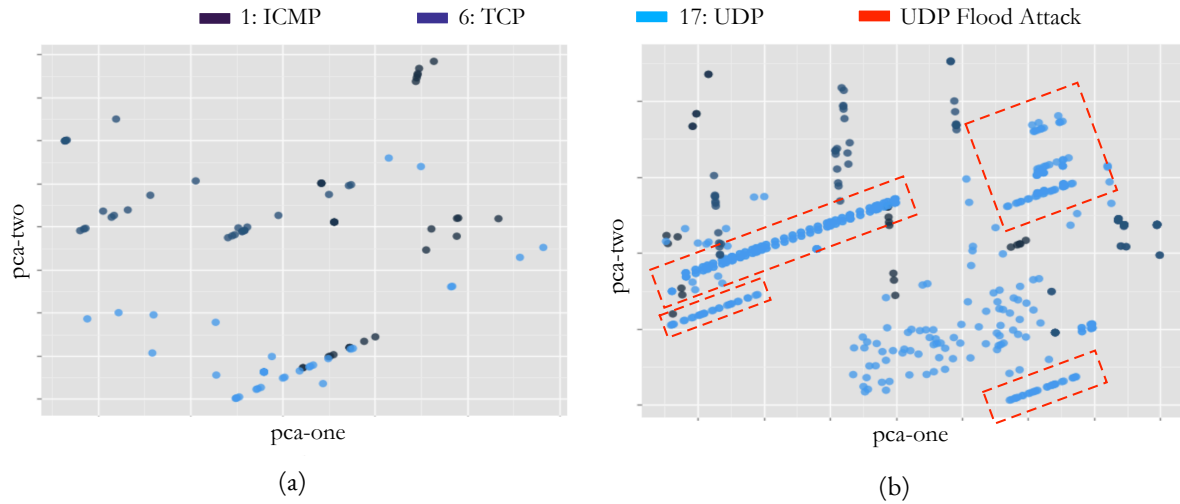 1: ICMP 6: TCP 17: UDP UDP Flood Attack
pca-two
pca-one
(a)
pca-two
pca-one
(b)